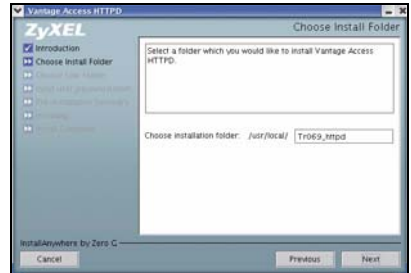 Vantage Access HTTPD
ZyXEL
Choose Install Folder
Introduction
Choose Install Folder
Select a folder which you would like to install Vantage Access
HTTPD.
Choose installation folder: /usr/local/ Tr069_httpd
InstallAnywhere by Zero G
Cancel
Previous
Next